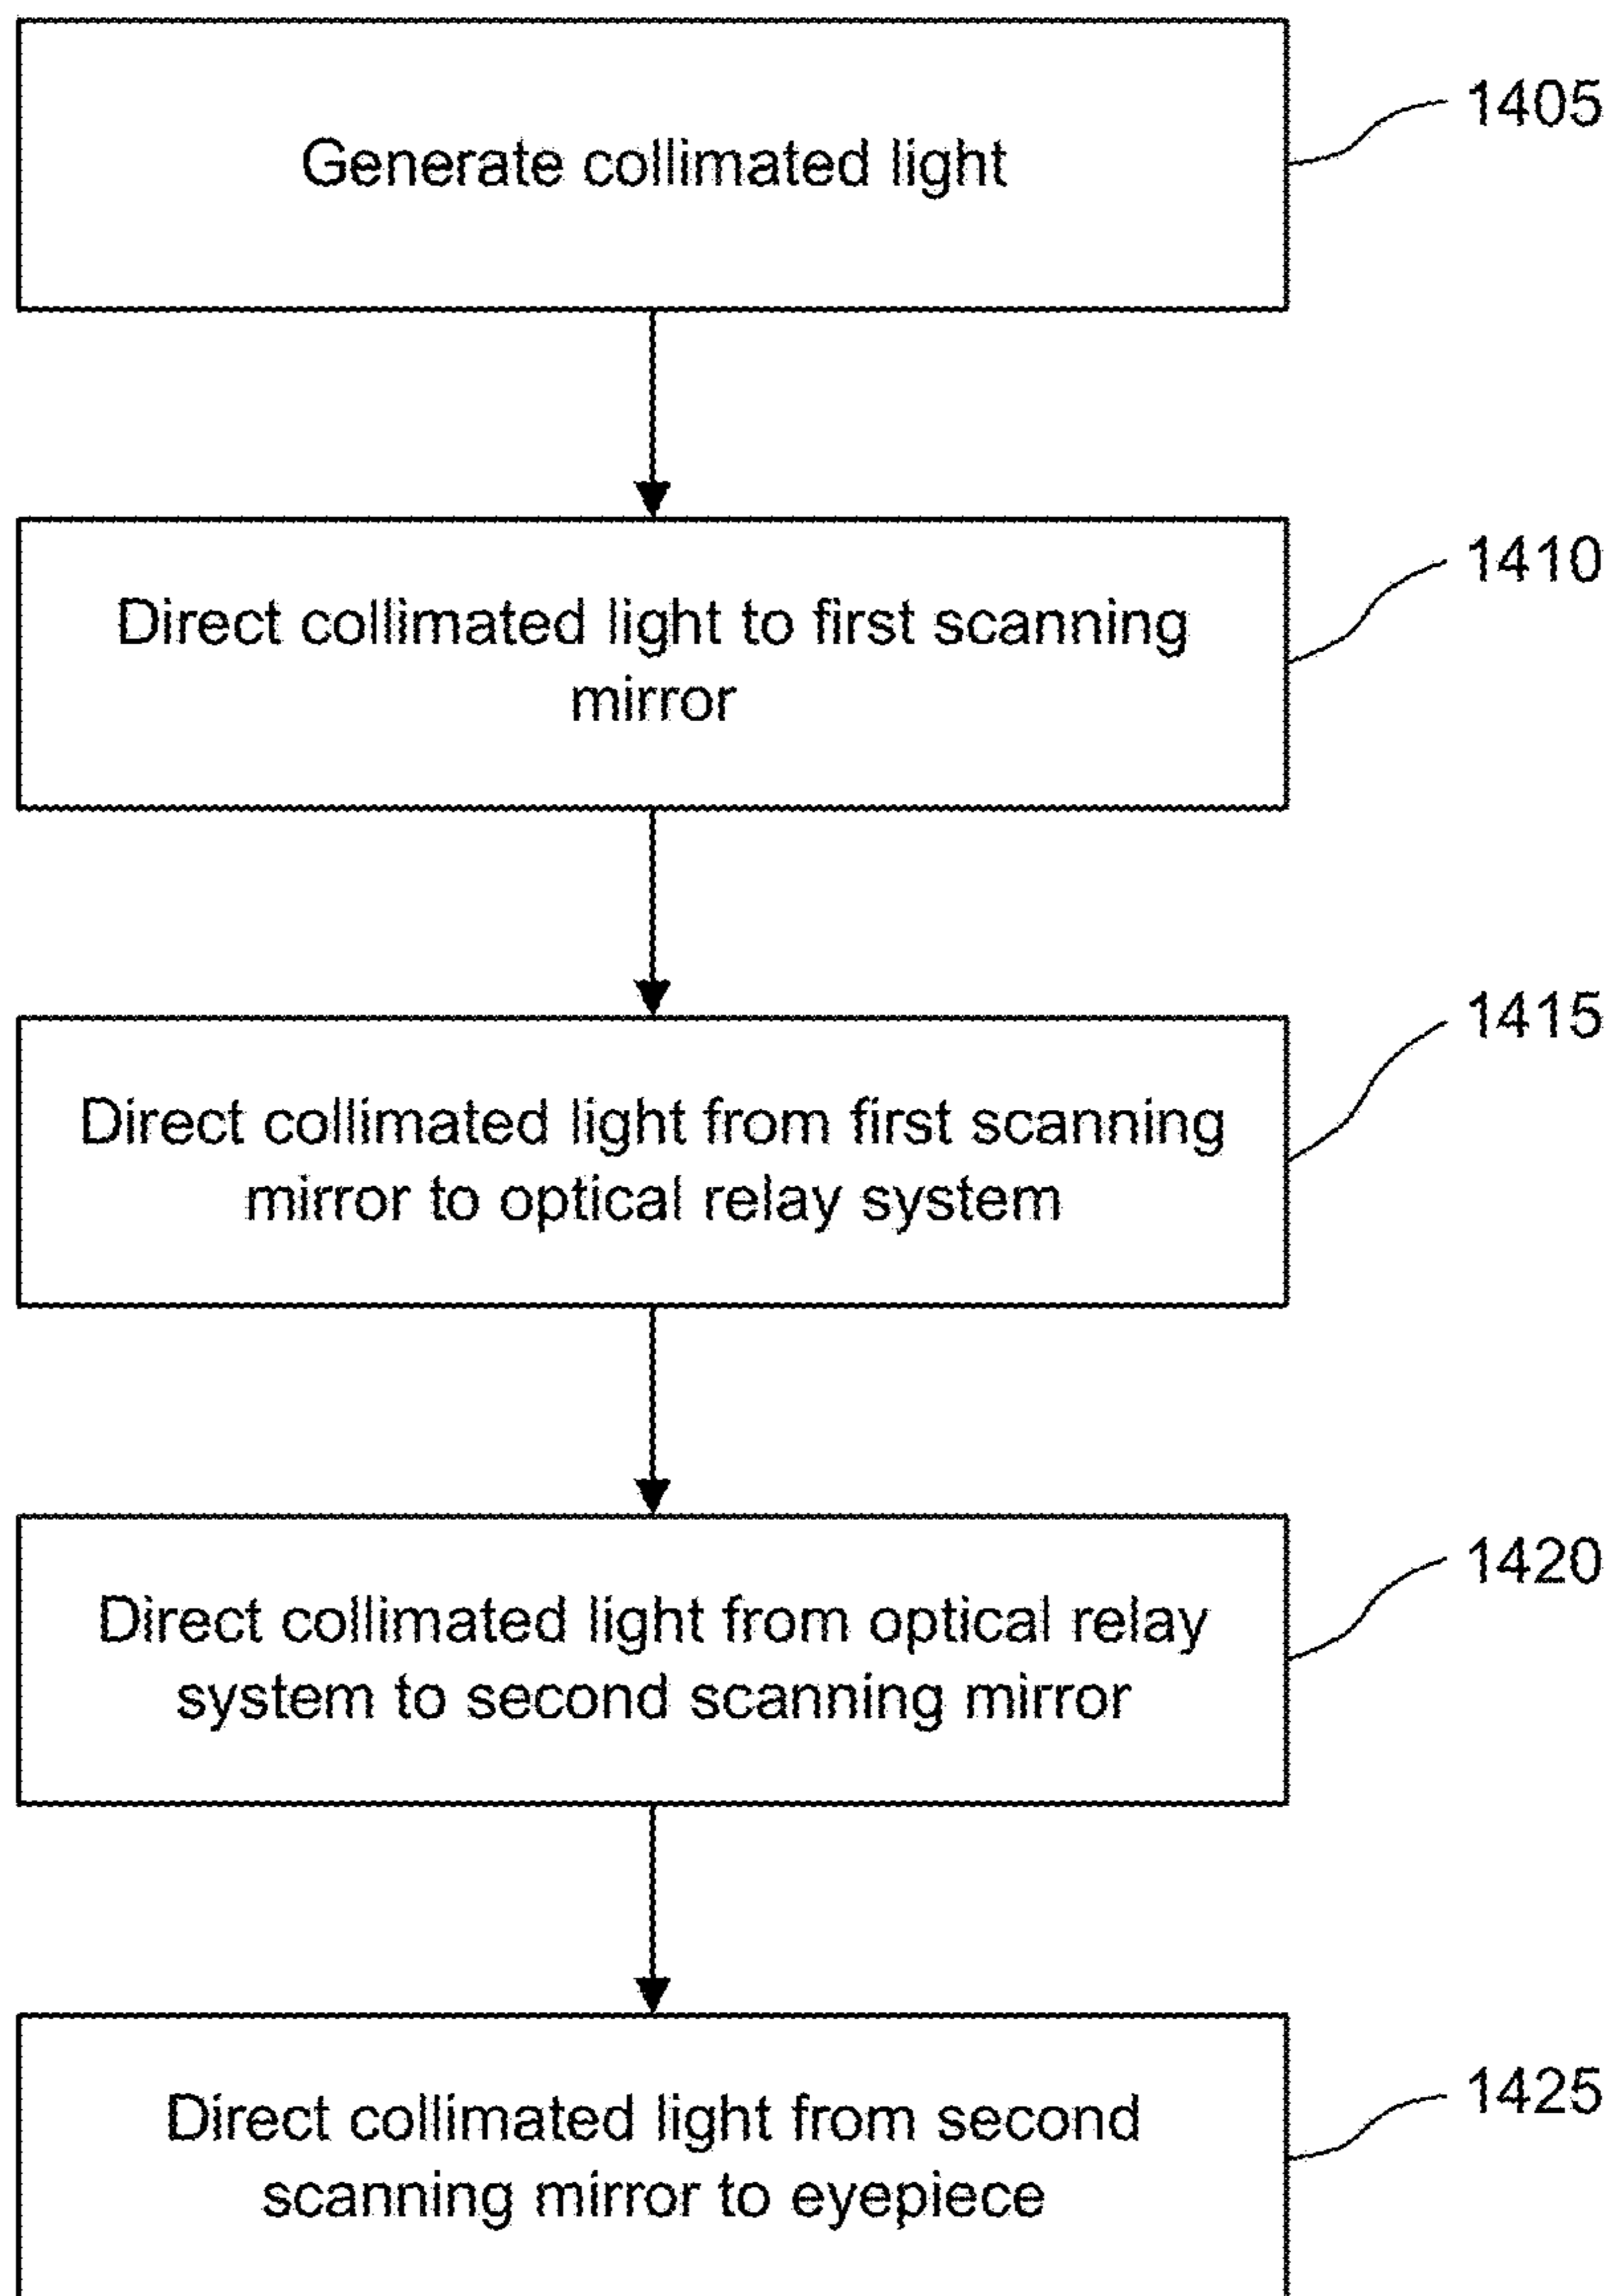 Generate collimated light
1405
Direct collimated light to first scanning
mirror
1410
Direct collimated light from first scanning
mirror to optical relay system
1415
Direct collimated light from optical relay
system to second scanning mirror
1420
Direct collimated light from second
scanning mirror to eyepiece
1425